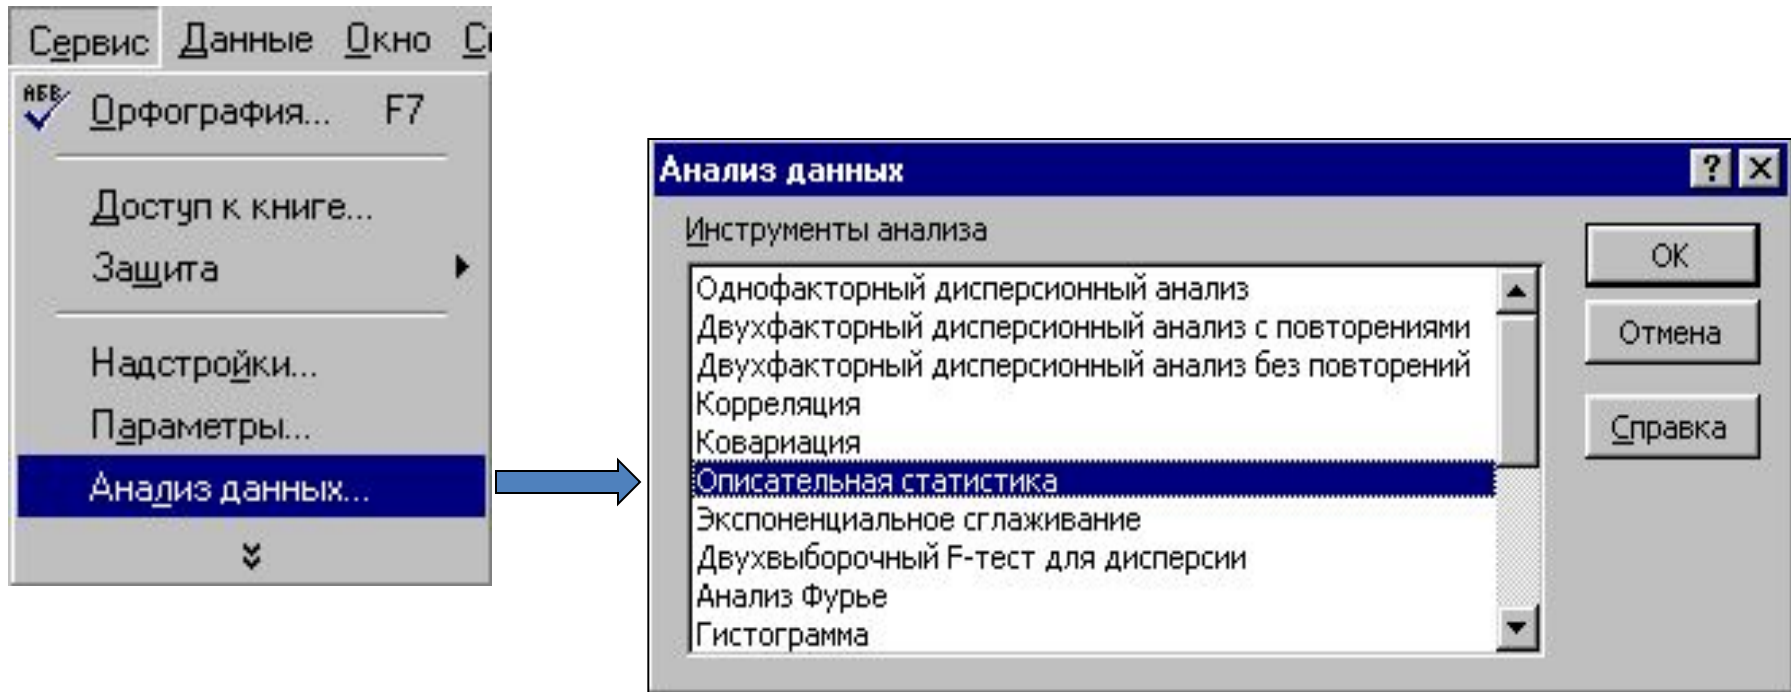 Сервис Данные Окно
АБВ
Орфография... F7
Доступ к книге...
Защита
Надстройки...
Параметры...
Анализ данных...
Анализ данных
Инструменты анализа
Однофакторный дисперсионный анализ
Двухфакторный дисперсионный анализ с повторениями
Двухфакторный дисперсионный анализ без повторений
Корреляция
Ковариация
Описательная статистика
Экспоненциальное сглаживание
Двухвыборочный F-тест для дисперсии
Анализ Фурье
Гистограмма
ОК
Отмена
Справка